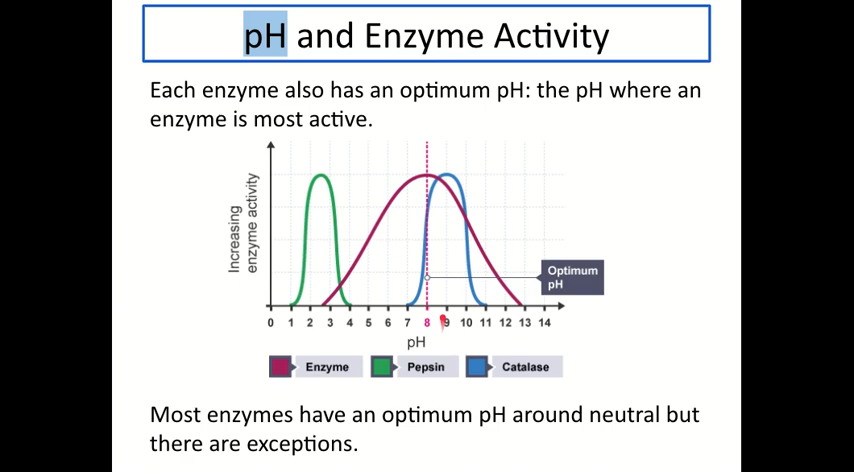 pH and Enzyme Activity
Each enzyme also has an optimum pH: the pH where an
enzyme is most active.
Increasing
enzyme activity
Optimum
pH
0 1 2 3 4 5 6 7 8 9 10 11 12 13 14
pH
Enzyme Pepsin Catalase
Most enzymes have an optimum pH around neutral but
there are exceptions.